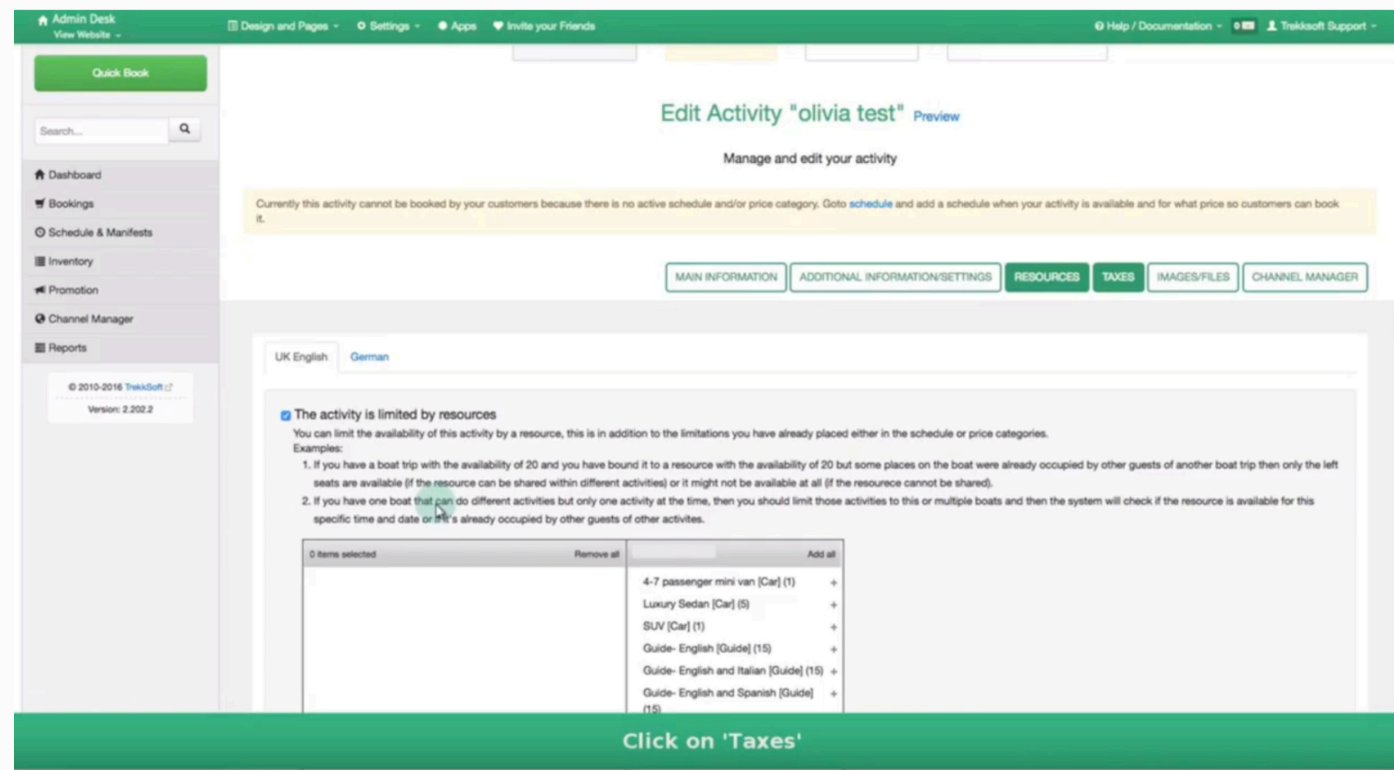 Admin Desk
View Website
Design and Pages
Settings
Apps
Invite your Friends
Help / Documentation
0
Trekksoft Support
Quick Book
Search...
Dashboard
Bookings
Schedule & Manifests
Inventory
Promotion
Channel Manager
Reports
© 2010-2016 TrekkSoft
Version: 2.202.2
Edit Activity "olivia test" Preview
Manage and edit your activity
Currently this activity cannot be booked by your customers because there is no active schedule and/or price category. Goto schedule and add a schedule when your activity is available and for what price so customers can book
it.
MAIN INFORMATION
ADDITIONAL INFORMATION/SETTINGS
RESOURCES
TAXES
IMAGES/FILES
CHANNEL MANAGER
UK English
German
The activity is limited by resources
You can limit the availability of this activity by a resource, this is in addition to the limitations you have already placed either in the schedule or price categories.
Examples:
1. If you have a boat trip with the availability of 20 and you have bound it to a resource with the availability of 20 but some places on the boat were already occupied by other guests of another boat trip then only the left
seats are available (if the resource can be shared within different activities) or it might not be available at all (if the resourece cannot be shared).
2. If you have one boat that can do different activities but only one activity at the time, then you should limit those activities to this or multiple boats and then the system will check if the resource is available for this
specific time and date or if it's already occupied by other guests of other activites.
0 items selected
Remove all
Add all
4-7 passenger mini van [Car] (1) +
Luxury Sedan [Car] (5) +
SUV [Car] (1) +
Guide- English [Guide] (15) +
Guide- English and Italian [Guide] (15) +
Guide- English and Spanish [Guide] +
(15)
Click on 'Taxes'